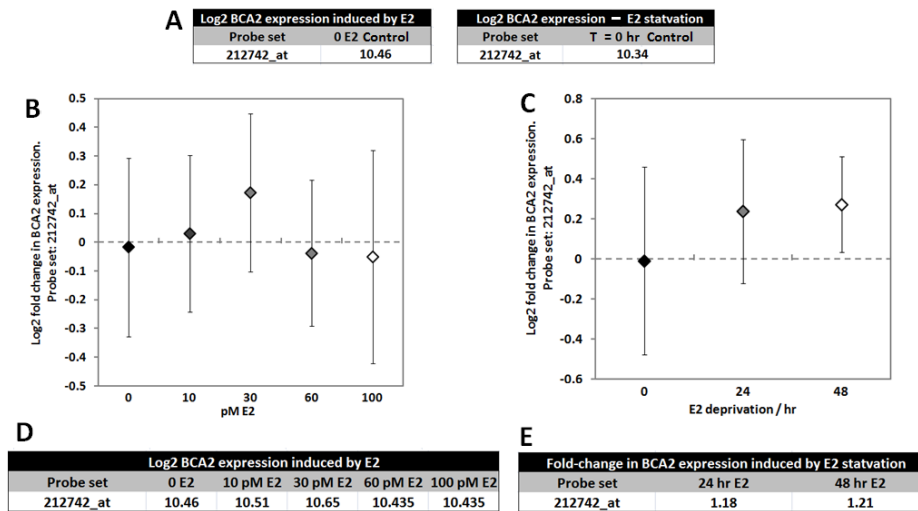 A
Log2 BCA2 expression induced by E2
Probe set 0 E2 Control
212742_at 10.46
Log2 BCA2 expression – E2 statvation
Probe set T = 0 hr Control
212742_at 10.34
B
Log2 fold change in BCA2 expression.
Probe set: 212742_at
0.5
0.4
0.3
0.2
0.1
0
-0.1
-0.2
-0.3
-0.4
-0.5
0 10 30 60 100
pM E2
C
Log2 fold change in BCA2 expression.
Probe set: 212742_at
0.8
0.6
0.4
0.2
0
-0.2
-0.4
-0.6
0 24 48
E2 deprivation / hr
D
Log2 BCA2 expression induced by E2
Probe set 0 E2 10 pM E2 30 pM E2 60 pM E2 100 pM E2
212742_at 10.46 10.51 10.65 10.435 10.435
E
Fold-change in BCA2 expression induced by E2 statvation
Probe set 24 hr E2 48 hr E2
212742_at 1.18 1.21